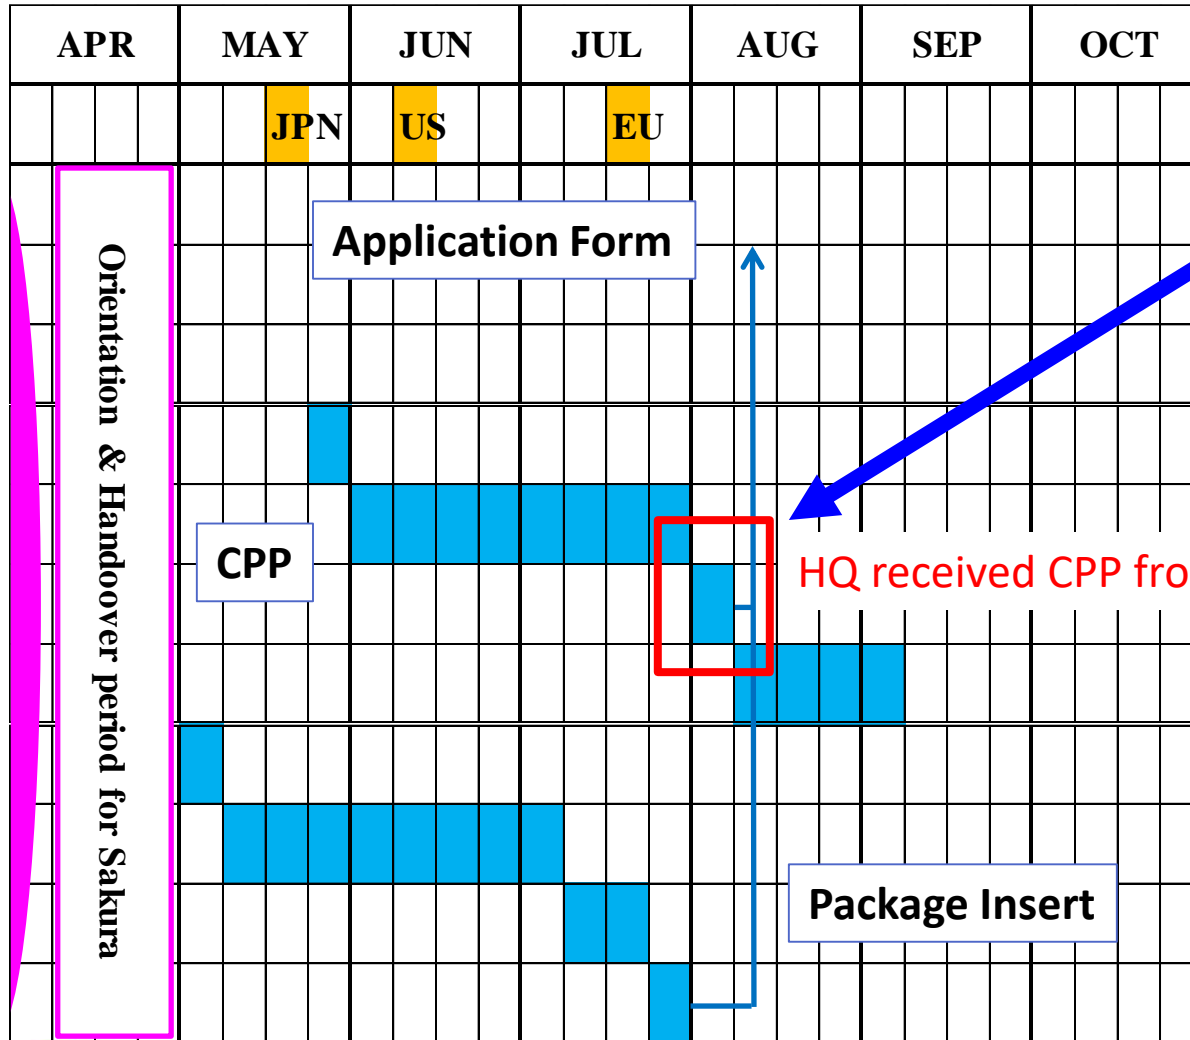 APR MAY JUN JUL AUG SEP OCT
JPN US EU
Orientation & Handoover period for Sakura
Application Form
CPP
HQ received CPP fro
Package Insert